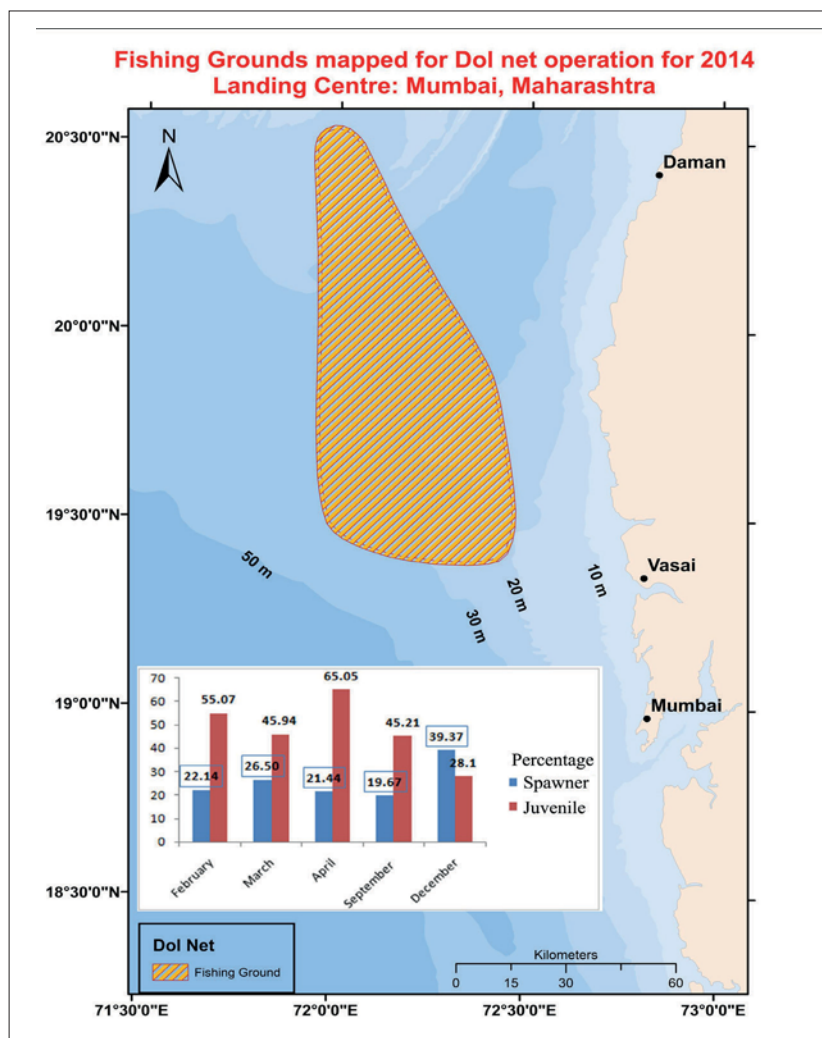 Fishing Grounds mapped for Dol net operation for 2014
Landing Centre: Mumbai, Maharashtra
20°30'0"N
N
Daman
20°0'0"N
19°30'0"N
50 m
30 m
20 m
10 m
Vasai
19°0'0"N
Mumbai
70
60
50
40
30
20
10
0
22.14
55.07
26.50
45.94
21.44
65.05
19.67
45.21
39.37
28.1
February
March
April
September
December
Percentage
Spawner
Juvenile
18°30'0"N
Dol Net
Fishing Ground
Kilometers
0 15 30 60
71°30'0"E 72°0'0"E 72°30'0"E 73°0'0"E